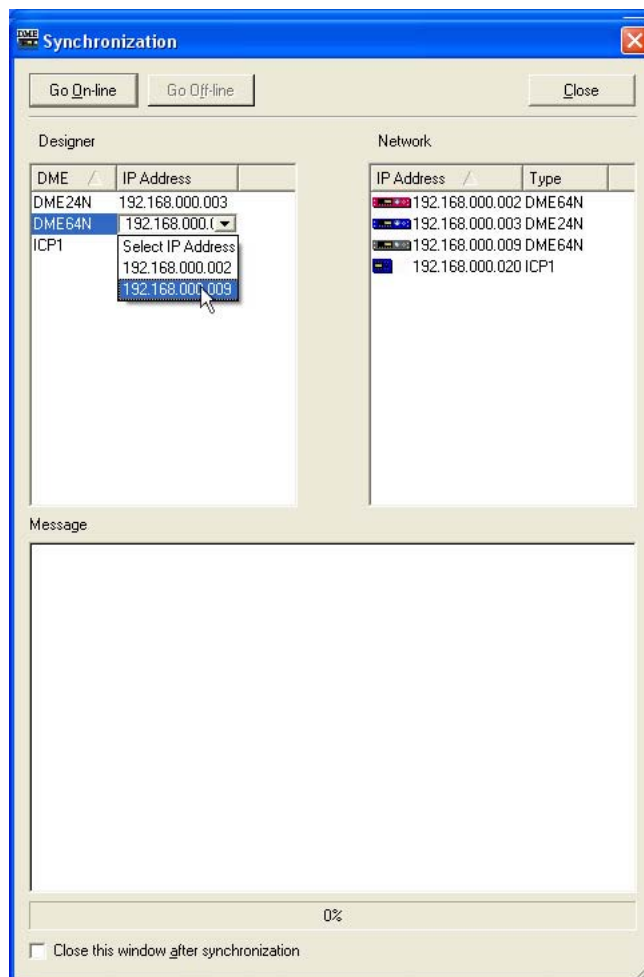 DME Synchronization
Go On-line Go Off-line Close
Designer Network
DME IP Address IP Address Type
DME24N 192.168.000.003 192.168.000.002 DME64N
DME64N 192.168.000.( 192.168.000.003 DME24N
ICP1 Select IP Address 192.168.000.009 DME64N
192.168.000.002 192.168.000.020 ICP1
192.168.000.009
Message
0%
Close this window after synchronization